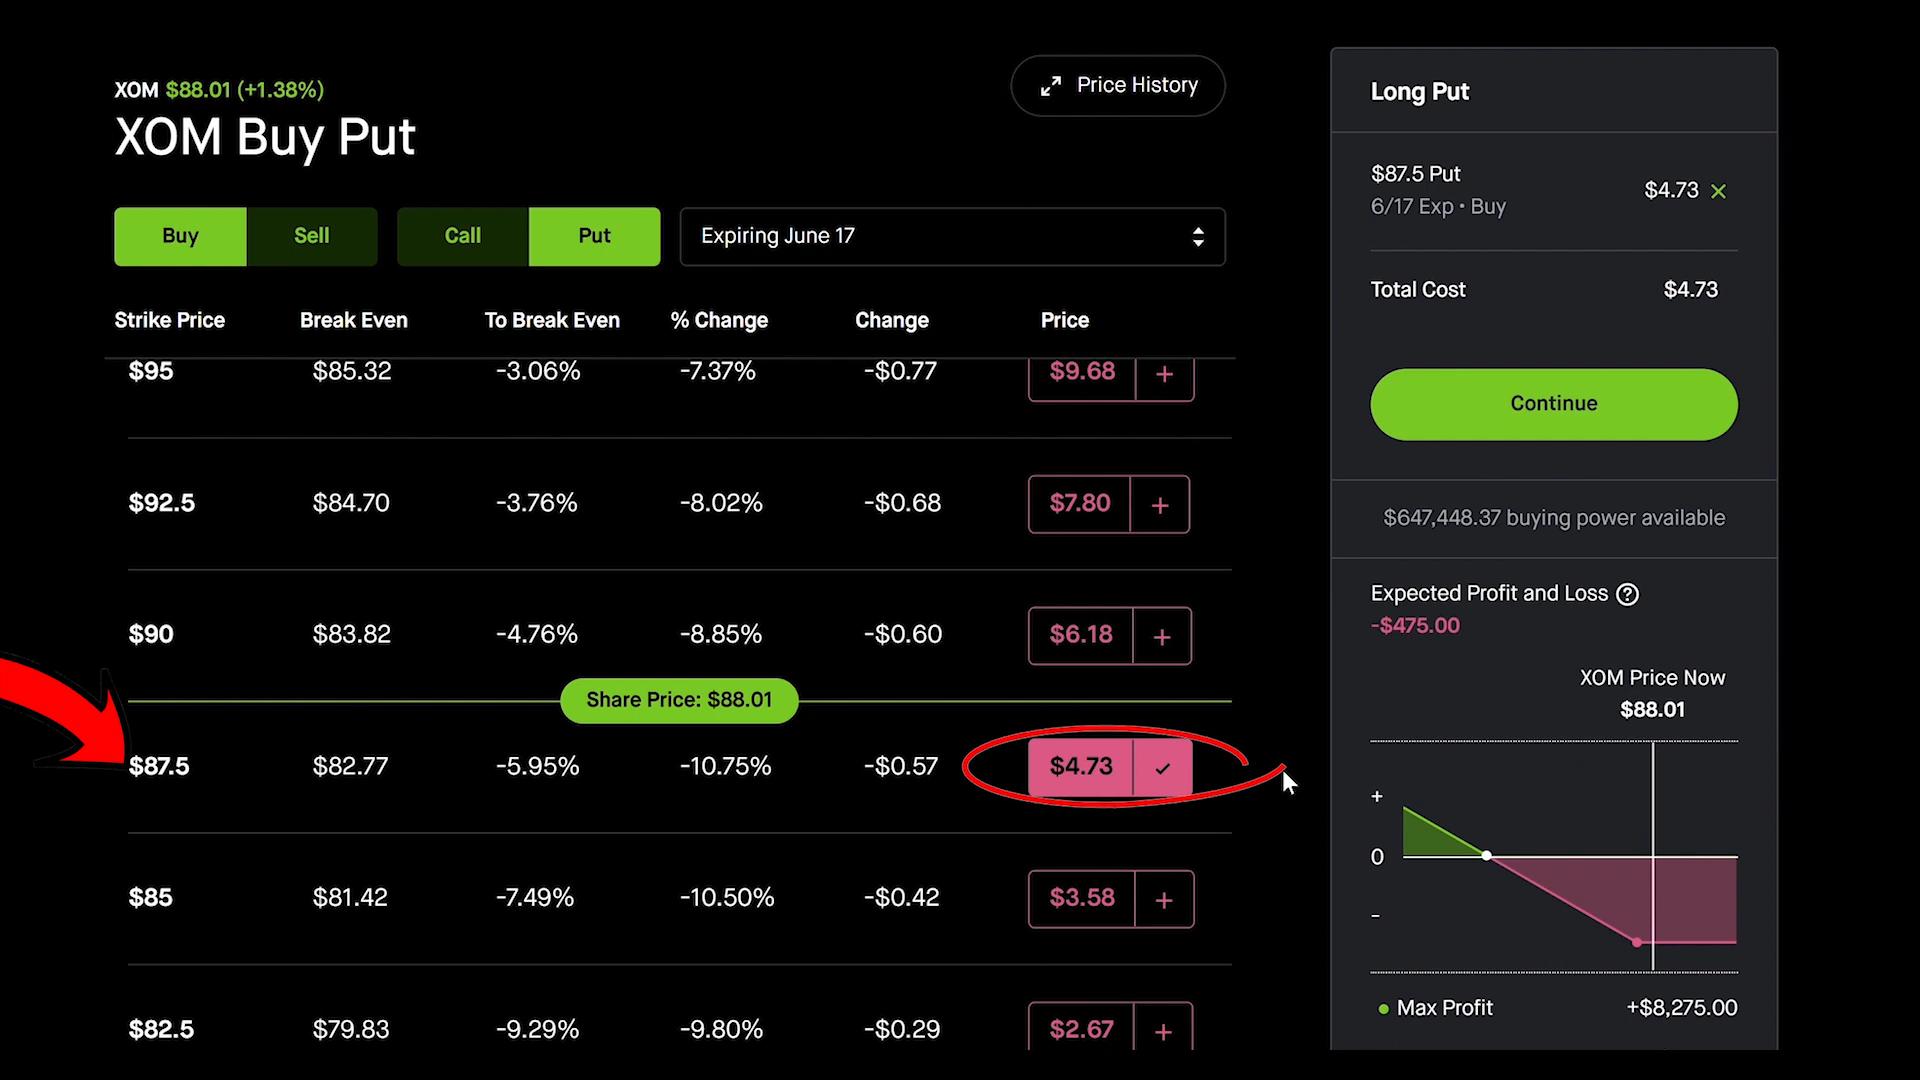 XOM $88.01 (+1.38%)
XOM Buy Put
Price History
Buy Sell Call Put Expiring June 17
Strike Price Break Even To Break Even % Change Change Price
$95 $85.32 -3.06% -7.37% -$0.77 $9.68 +
$92.5 $84.70 -3.76% -8.02% -$0.68 $7.80 +
$90 $83.82 -4.76% -8.85% -$0.60 $6.18 +
Share Price: $88.01
$87.5 $82.77 -5.95% -10.75% -$0.57 $4.73
$85 $81.42 -7.49% -10.50% -$0.42 $3.58 +
$82.5 $79.83 -9.29% -9.80% -$0.29 $2.67 +
Long Put
$87.5 Put
6/17 Exp • Buy
$4.73
Total Cost $4.73
Continue
$647,448.37 buying power available
Expected Profit and Loss ?
-$475.00
XOM Price Now
$88.01
+
0
-
Max Profit +$8,275.00